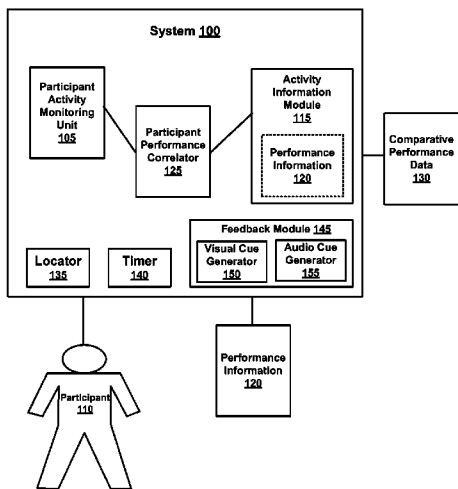 System 100
Participant
Activity
Monitoring
Unit
105
Participant
Performance
Correlator
125
Activity
Information
Module
115
Performance
Information
120
Comparative
Performance
Data
130
Locator
135
Timer
140
Feedback Module 145
Visual Cue
Generator
150
Audio Cue
Generator
155
Participant
110
Performance
Information
120